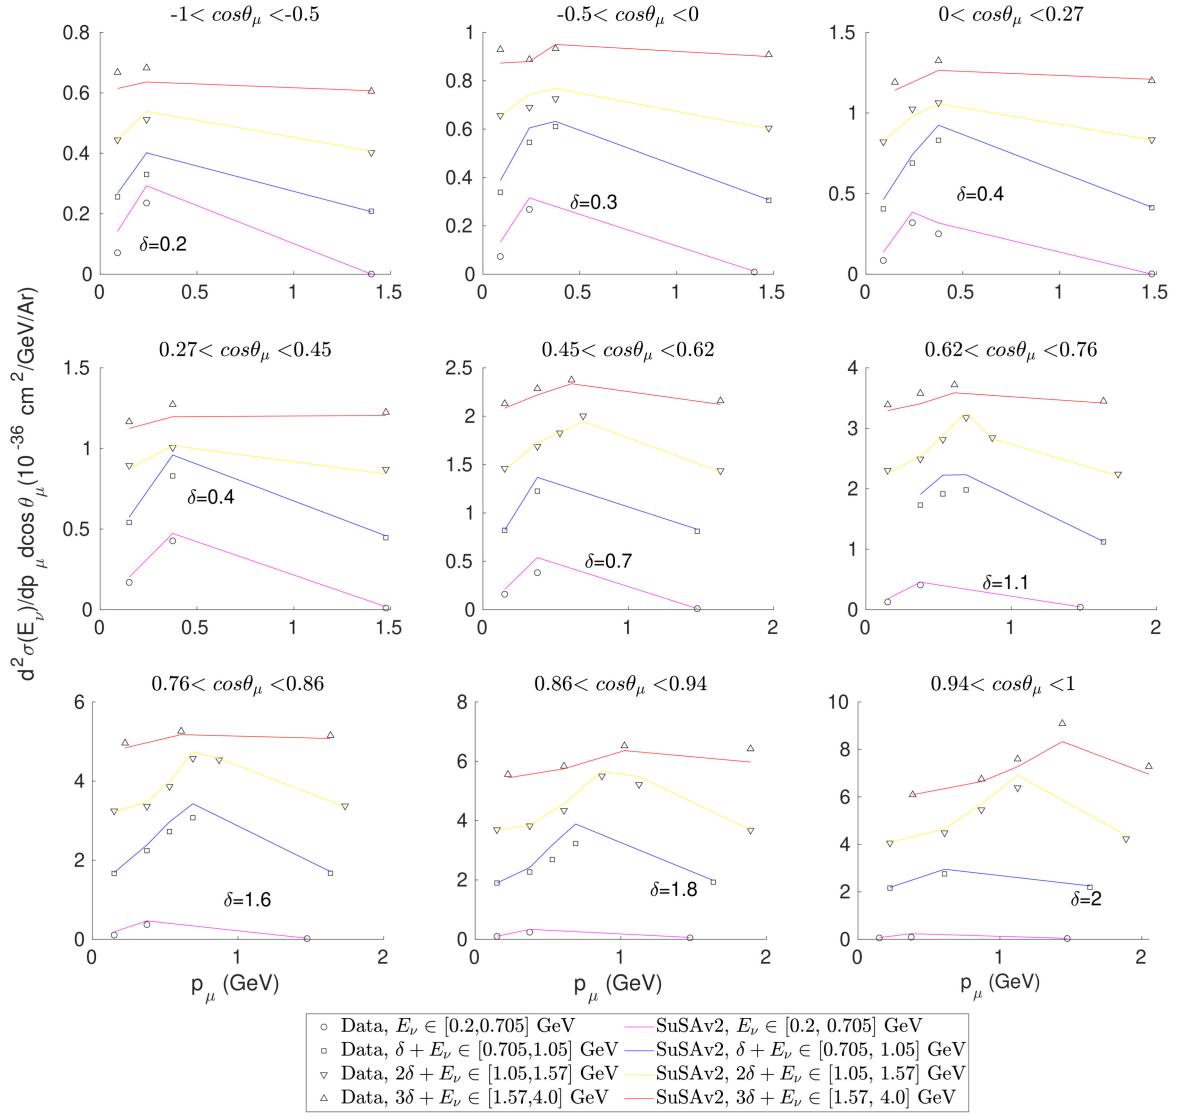 -1< cosθμ <-0.5
-0.5< cosθμ <0
0< cosθμ <0.27
0.8
0.6
0.4
0.2
0
δ=0.2
0 0.5 1 1.5
1
0.8
0.6
0.4
0.2
0
δ=0.3
0 0.5 1 1.5
1.5
1
0.5
0
δ=0.4
0 0.5 1 1.5
d²σ(Eν)/dpμ dcos θμ(10⁻³⁶ cm²/GeV/Ar)
0.27< cosθμ <0.45
0.45< cosθμ <0.62
0.62< cosθμ <0.76
1.5
1
0.5
0
δ=0.4
0 0.5 1 1.5
2.5
2
1.5
1
0.5
0
δ=0.7
0 1 2
4
3
2
1
0
δ=1.1
0 1 2
0.76< cosθμ <0.86
0.86< cosθμ <0.94
0.94< cosθμ <1
6
4
2
0
δ=1.6
0 1 2
pμ (GeV)
8
6
4
2
0
δ=1.8
0 1 2
pμ (GeV)
10
8
6
4
2
0
δ=2
0 1 2
pμ (GeV)
Data, Eν ∈ [0.2,0.705] GeV
SuSAv2, Eν ∈ [0.2, 0.705] GeV
Data, δ + Eν ∈ [0.705,1.05] GeV
SuSAv2, δ + Eν ∈ [0.705, 1.05] GeV
Data, 2δ + Eν ∈ [1.05,1.57] GeV
SuSAv2, 2δ + Eν ∈ [1.05, 1.57] GeV
Data, 3δ + Eν ∈ [1.57,4.0] GeV
SuSAv2, 3δ + Eν ∈ [1.57, 4.0] GeV